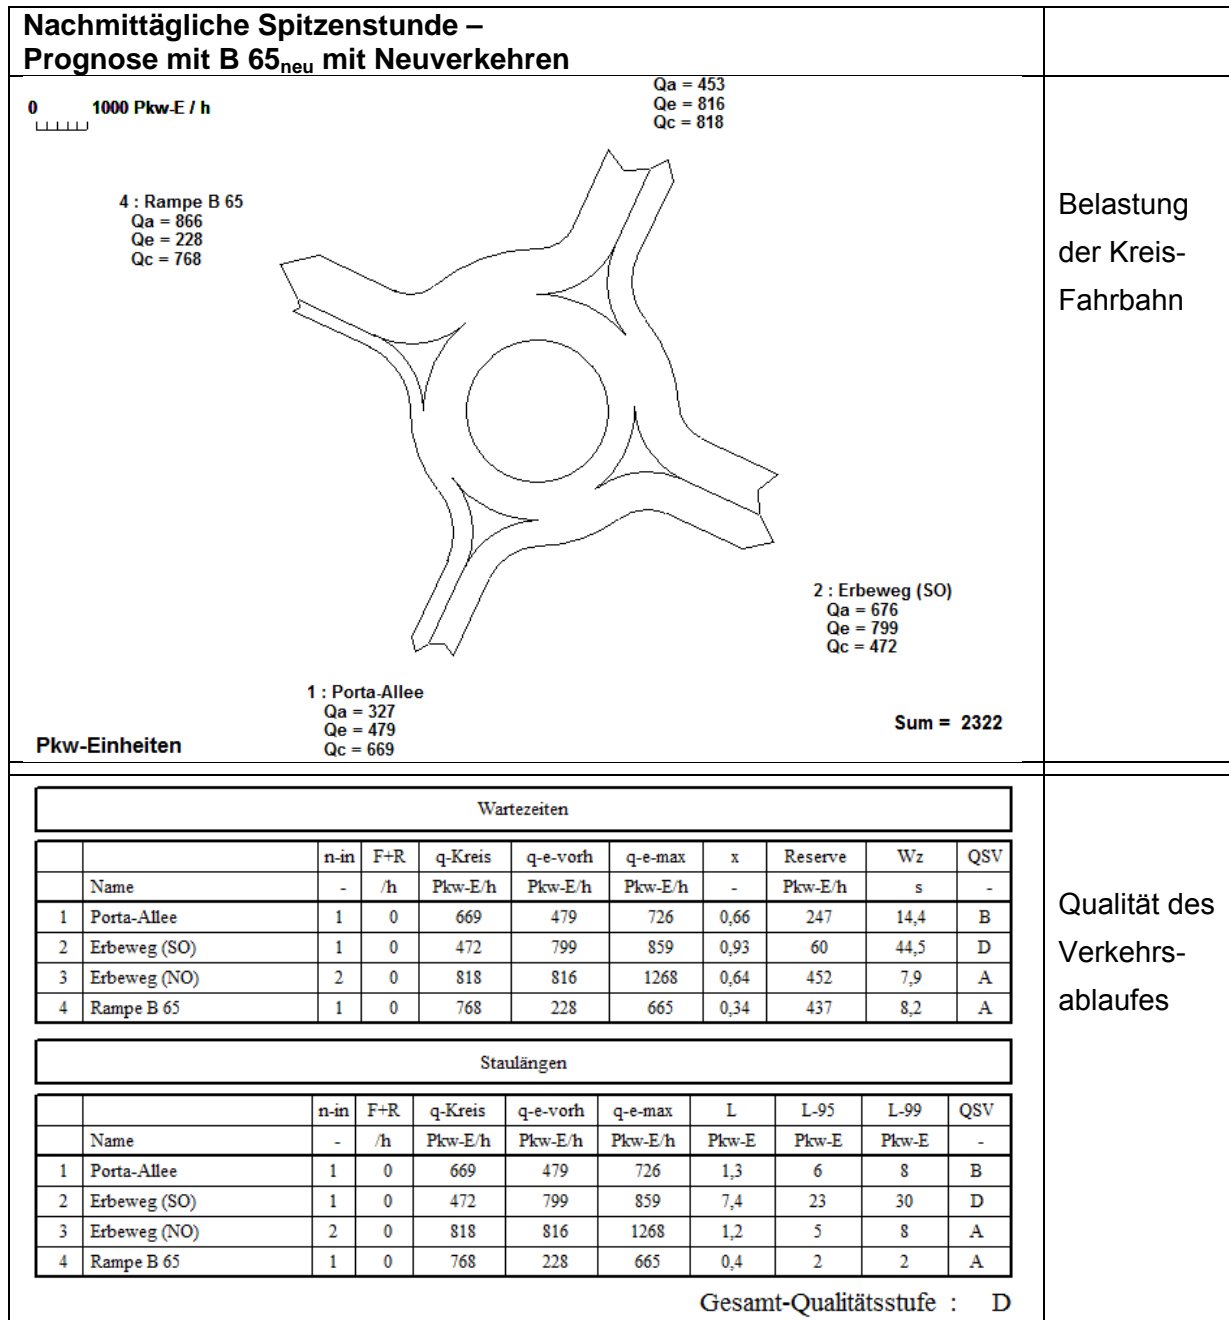 Nachmittägliche Spitzenstunde –
Prognose mit B 65neu mit Neuverkehren
0 1000 Pkw-E / h
Qa = 453
Qe = 816
Qc = 818
4 : Rampe B 65
Qa = 866
Qe = 228
Qc = 768
2 : Erbeweg (SO)
Qa = 676
Qe = 799
Qc = 472
1 : Porta-Allee
Qa = 327
Qe = 479
Qc = 669
Sum = 2322
Pkw-Einheiten
Belastung
der Kreis-
Fahrbahn
Wartezeiten
n-in F+R q-Kreis q-e-vorh q-e-max x Reserve Wz QSV
Name - /h Pkw-E/h Pkw-E/h Pkw-E/h - Pkw-E/h s -
1 Porta-Allee 1 0 669 479 726 0,66 247 14,4 B
2 Erbeweg (SO) 1 0 472 799 859 0,93 60 44,5 D
3 Erbeweg (NO) 2 0 818 816 1268 0,64 452 7,9 A
4 Rampe B 65 1 0 768 228 665 0,34 437 8,2 A
Staulängen
n-in F+R q-Kreis q-e-vorh q-e-max L L-95 L-99 QSV
Name - /h Pkw-E/h Pkw-E/h Pkw-E/h Pkw-E Pkw-E Pkw-E -
1 Porta-Allee 1 0 669 479 726 1,3 6 8 B
2 Erbeweg (SO) 1 0 472 799 859 7,4 23 30 D
3 Erbeweg (NO) 2 0 818 816 1268 1,2 5 8 A
4 Rampe B 65 1 0 768 228 665 0,4 2 2 A
Gesamt-Qualitätsstufe : D
Qualität des
Verkehrs-
ablaufes